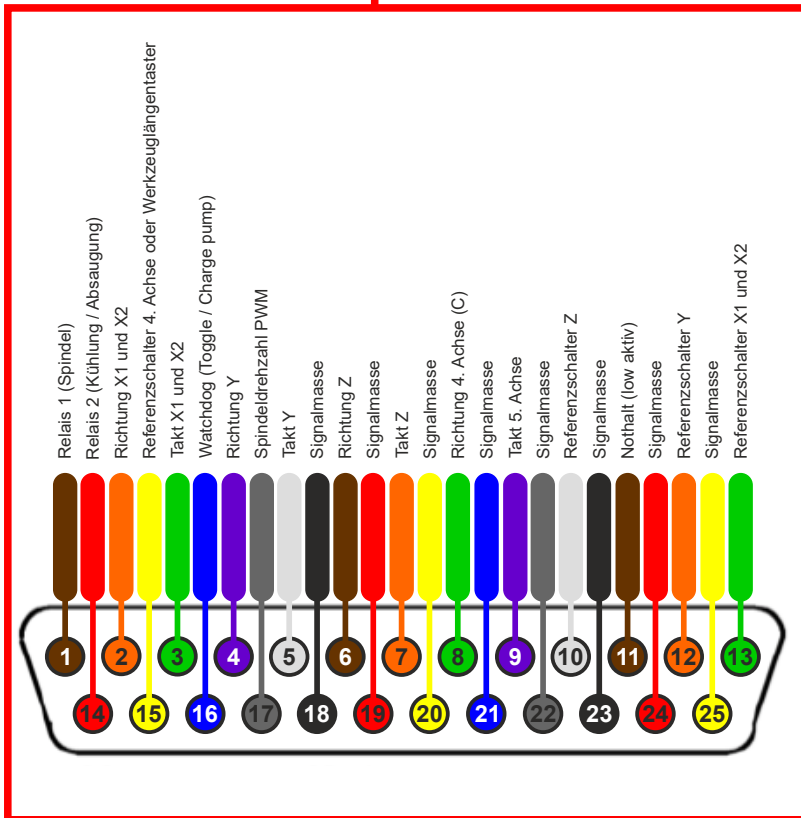 Relais 1 (Spindel)
Relais 2 (Kühlung / Absaugung)
Richtung X1 und X2
Referenzschalter 4. Achse oder Werkzeuglängentaster
Takt X1 und X2
Watchdog (Toggle / Charge pump)
Richtung Y
Spindeldrehzahl PWM
Takt Y
Signalmasse
Richtung Z
Signalmasse
Takt Z
Signalmasse
Richtung 4. Achse (C)
Signalmasse
Takt 5. Achse
Signalmasse
Referenzschalter Z
Signalmasse
Nothalt (low aktiv)
Signalmasse
Referenzschalter Y
Signalmasse
Referenzschalter X1 und X2
1 2 3 4 5 6 7 8 9 10 11 12 13
14 15 16 17 18 19 20 21 22 23 24 25